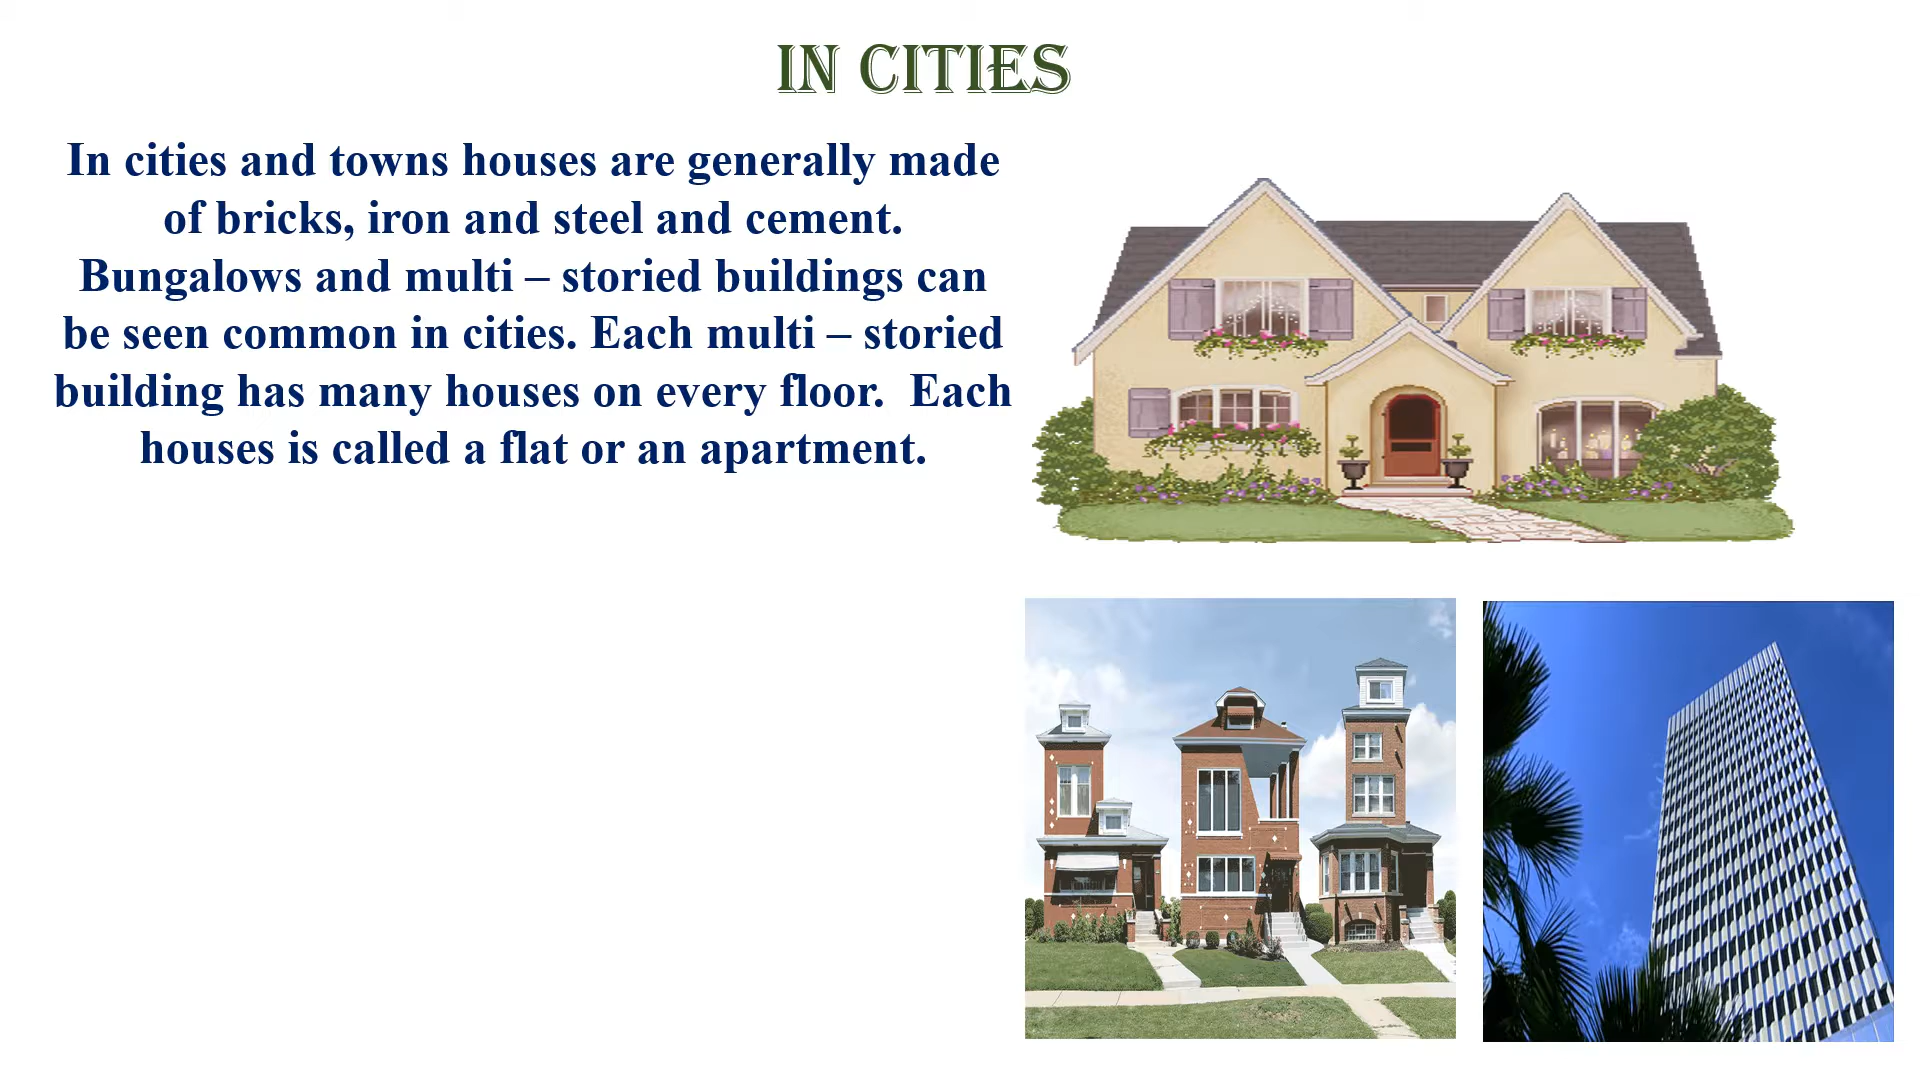 IN CITIES
In cities and towns houses are generally made
of bricks, iron and steel and cement.
Bungalows and multi – storied buildings can
be seen common in cities. Each multi – storied
building has many houses on every floor.  Each
houses is called a flat or an apartment.